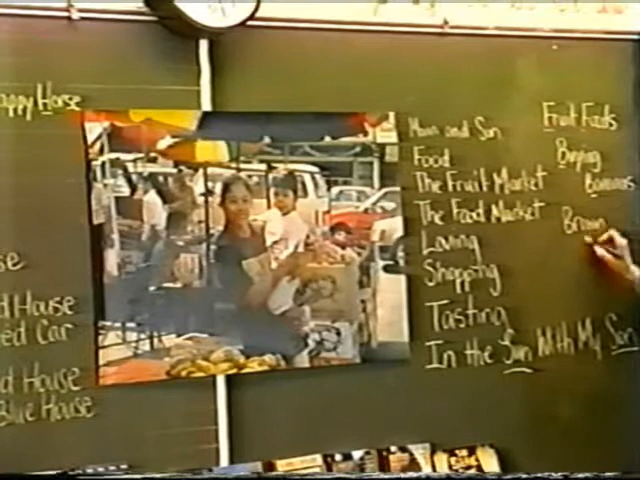 appy Horse
se
d House
ed Car
d House
Blue House
Mom and Son
Food
The Fruit Market
The Food Market
Loving
Shopping
Tasting
In the Sun With My Son
Fruit Foods
Buying
Bananas
Brown